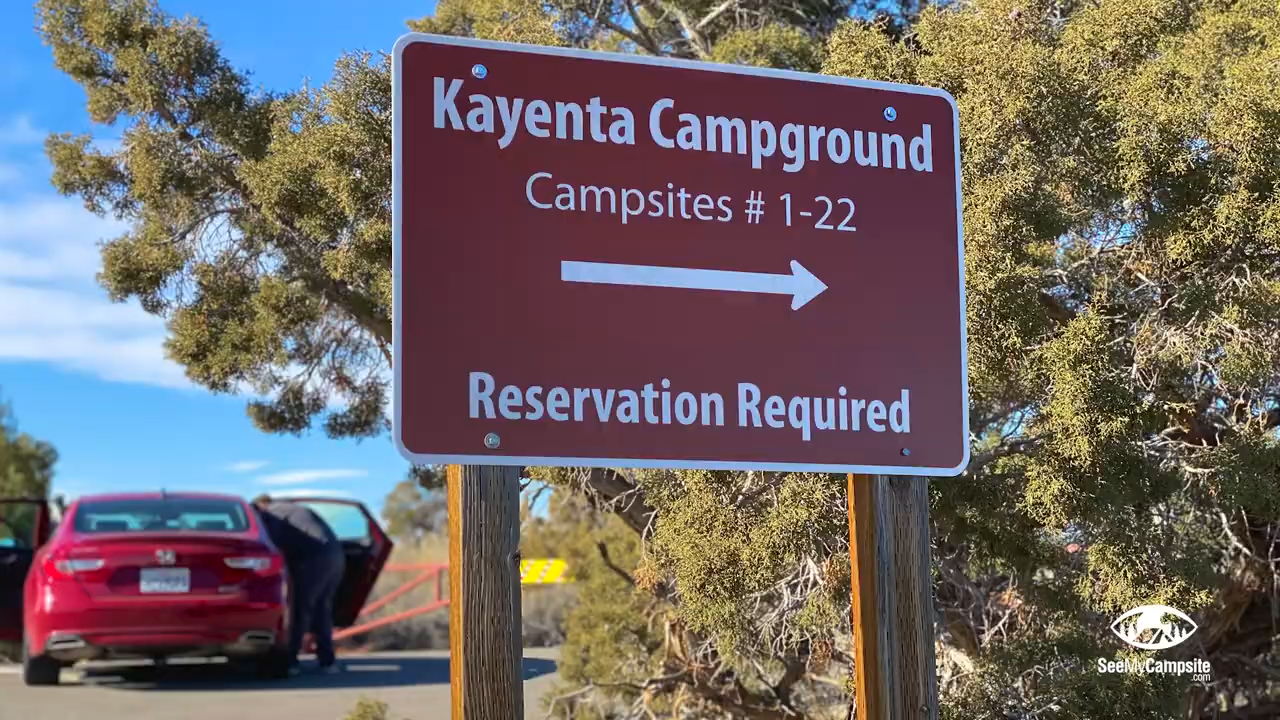 Kayenta Campground
Campsites # 1-22
Reservation Required
SeeMyCampsite
.com